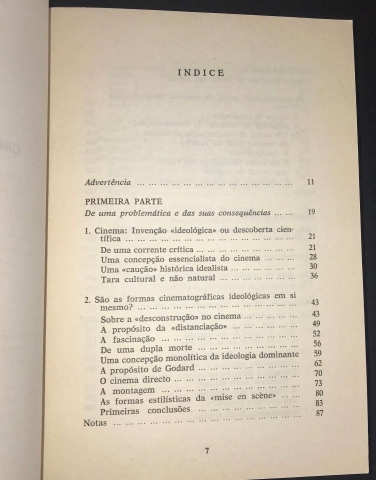 INDICE
Advertência ... ... ... ... ... ... ... ... ... ... ... ... ... 11
PRIMEIRA PARTE
De uma problemática e das suas consequências ... ... 19
1. Cinema: Invenção «ideológica» ou descoberta cien-
tífica ... ... ... ... ... ... ... ... ... ... ... ... ... 21
De uma corrente crítica ... ... ... ... ... ... ... ... 21
Uma concepção essencialista do cinema ... ... ... 28
Uma «caução» histórica idealista ... ... ... ... ... 30
Tara cultural e não natural ... ... ... ... ... ... ... 36
2. São as formas cinematográficas ideológicas em si
mesmo? ... ... ... ... ... ... ... ... ... ... ... ... 43
Sobre a «desconstrução» no cinema ... ... ... ... 43
A propósito da «distanciação» ... ... ... ... ... ... 49
A fascinação ... ... ... ... ... ... ... ... ... ... ... 52
De uma dupla morte ... ... ... ... ... ... ... ... ... 56
Uma concepção monolítica da ideologia dominante 59
A propósito de Godard ... ... ... ... ... ... ... ... 62
O cinema directo ... ... ... ... ... ... ... ... ... ... 70
A montagem ... ... ... ... ... ... ... ... ... ... ... 73
As formas estilísticas da «mise en scène» ... ... ... 80
Primeiras conclusões ... ... ... ... ... ... ... ... ... 83
Notas ... ... ... ... ... ... ... ... ... ... ... ... ... ... 87
7